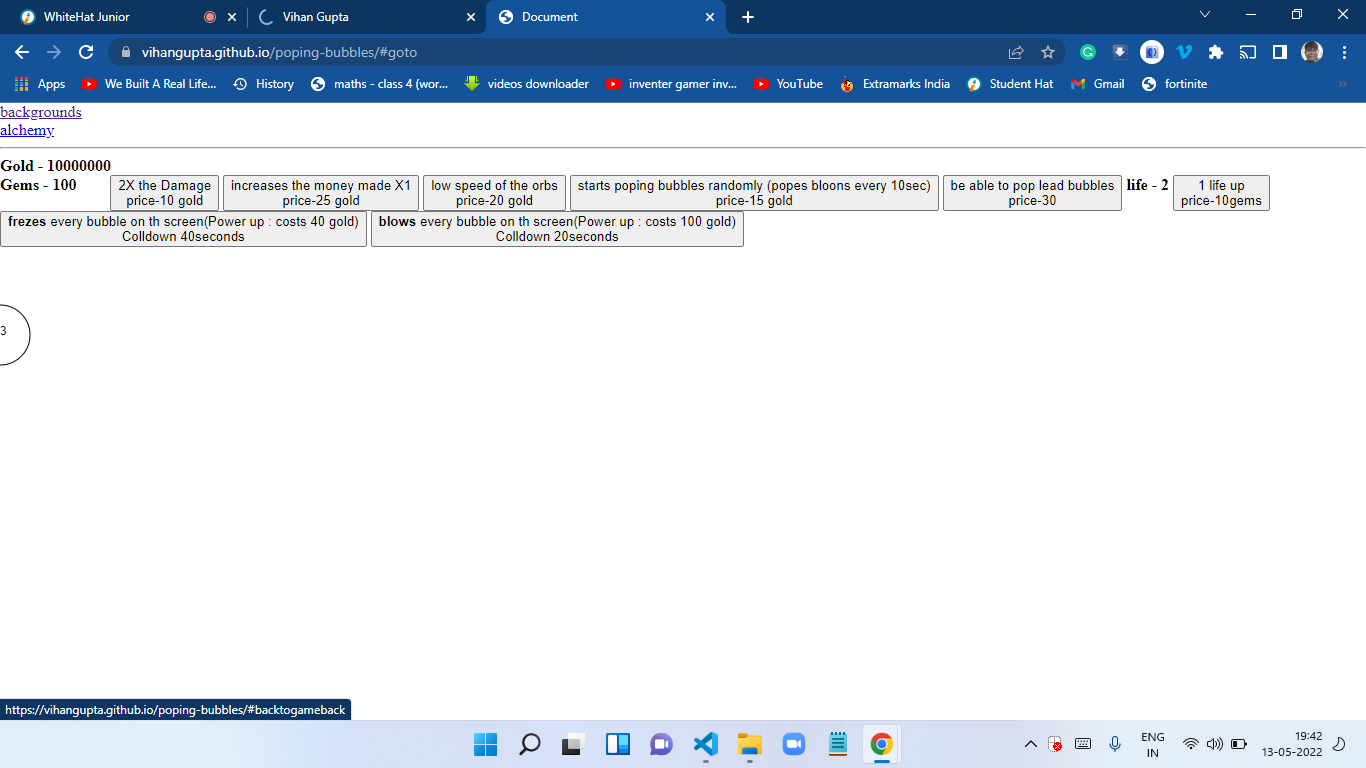 WhiteHat Junior
Vihan Gupta
Document
vihangupta.github.io/poping-bubbles/#goto
Apps
We Built A Real Life...
History
maths - class 4 (wor...
videos downloader
inventer gamer inv...
YouTube
Extramarks India
Student Hat
Gmail
fortinite
»
backgrounds
alchemy
Gold - 10000000
Gems - 100
2X the Damage
price-10 gold
increases the money made X1
price-25 gold
low speed of the orbs
price-20 gold
starts poping bubbles randomly (popes bloons every 10sec)
price-15 gold
be able to pop lead bubbles
price-30
life - 2
1 life up
price-10gems
frezes every bubble on th screen(Power up : costs 40 gold)
Colldown 40seconds
blows every bubble on th screen(Power up : costs 100 gold)
Colldown 20seconds
3
https://vihangupta.github.io/poping-bubbles/#backtogameback
ENG
IN
19:42
13-05-2022